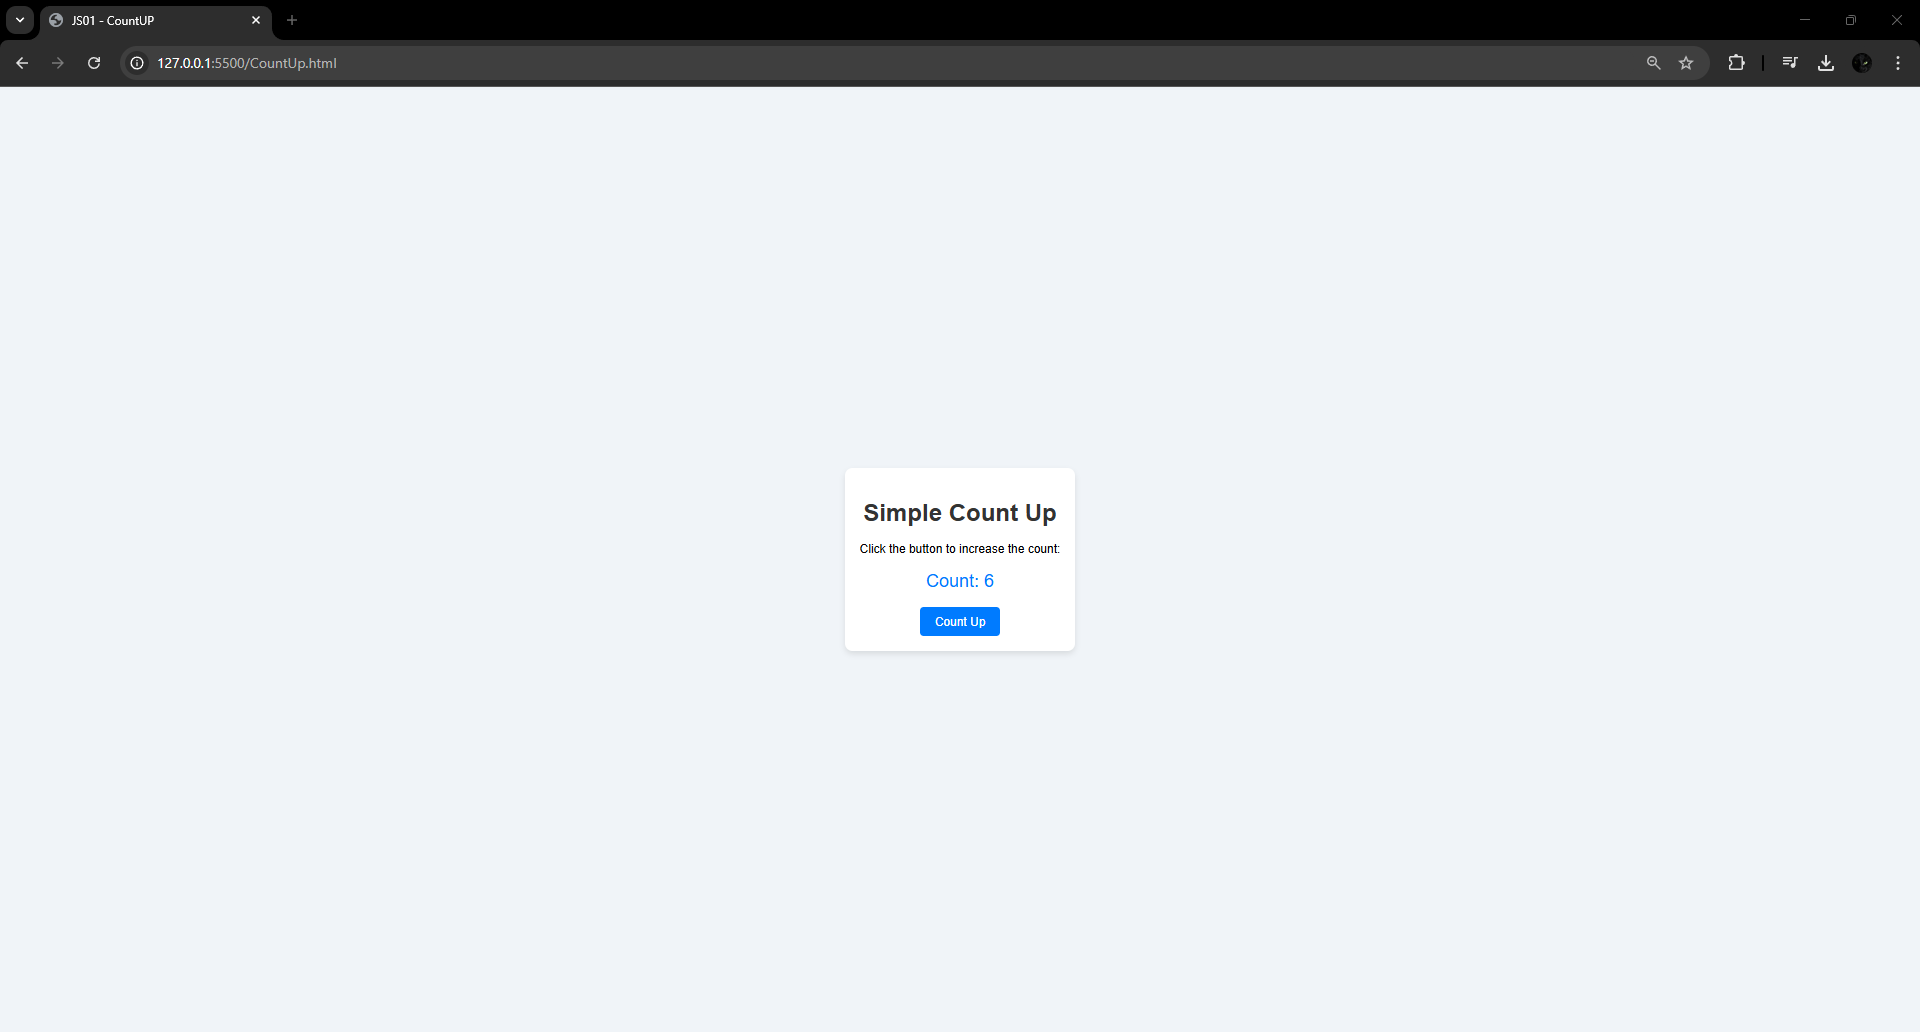 JS01 - CountUP
127.0.0.1:5500/CountUp.html
Simple Count Up
Click the button to increase the count:
Count: 6
Count Up